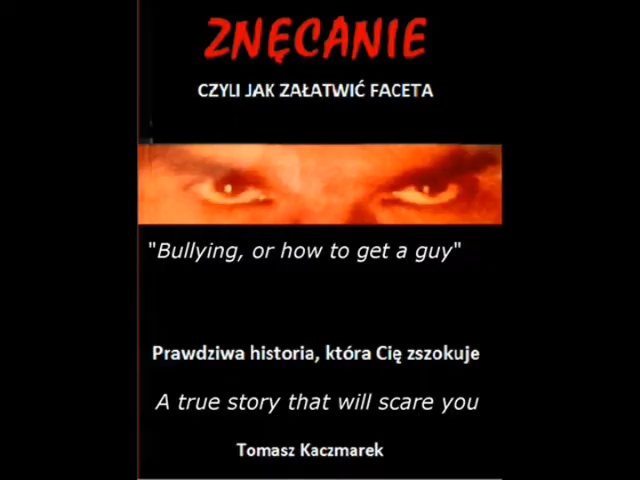 ZNĘCANIE
CZYLI JAK ZAŁATWIĆ FACETA
"Bullying, or how to get a guy"
Prawdziwa historia, która Cię zszokuje
A true story that will scare you
Tomasz Kaczmarek